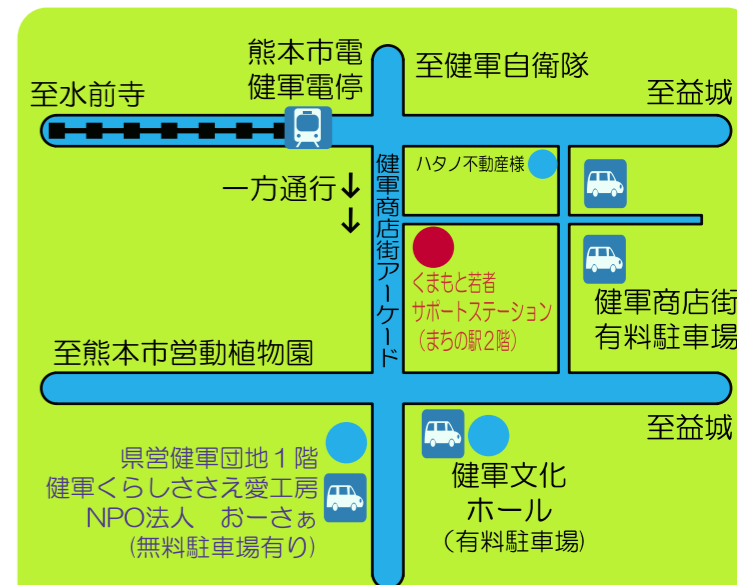 熊本市電
健軍電停
至健軍自衛隊
至水前寺
至益城
ハタノ不動産様
一方通行↓
↓
健軍商店街アーケード
くまもと若者
サポートステーション
(まちの駅2階)
健軍商店街
有料駐車場
至熊本市営動植物園
至益城
県営健軍団地1階
健軍くらしささえ愛工房
NPO法人　おーさぁ
(無料駐車場有り)
健軍文化
ホール
(有料駐車場)